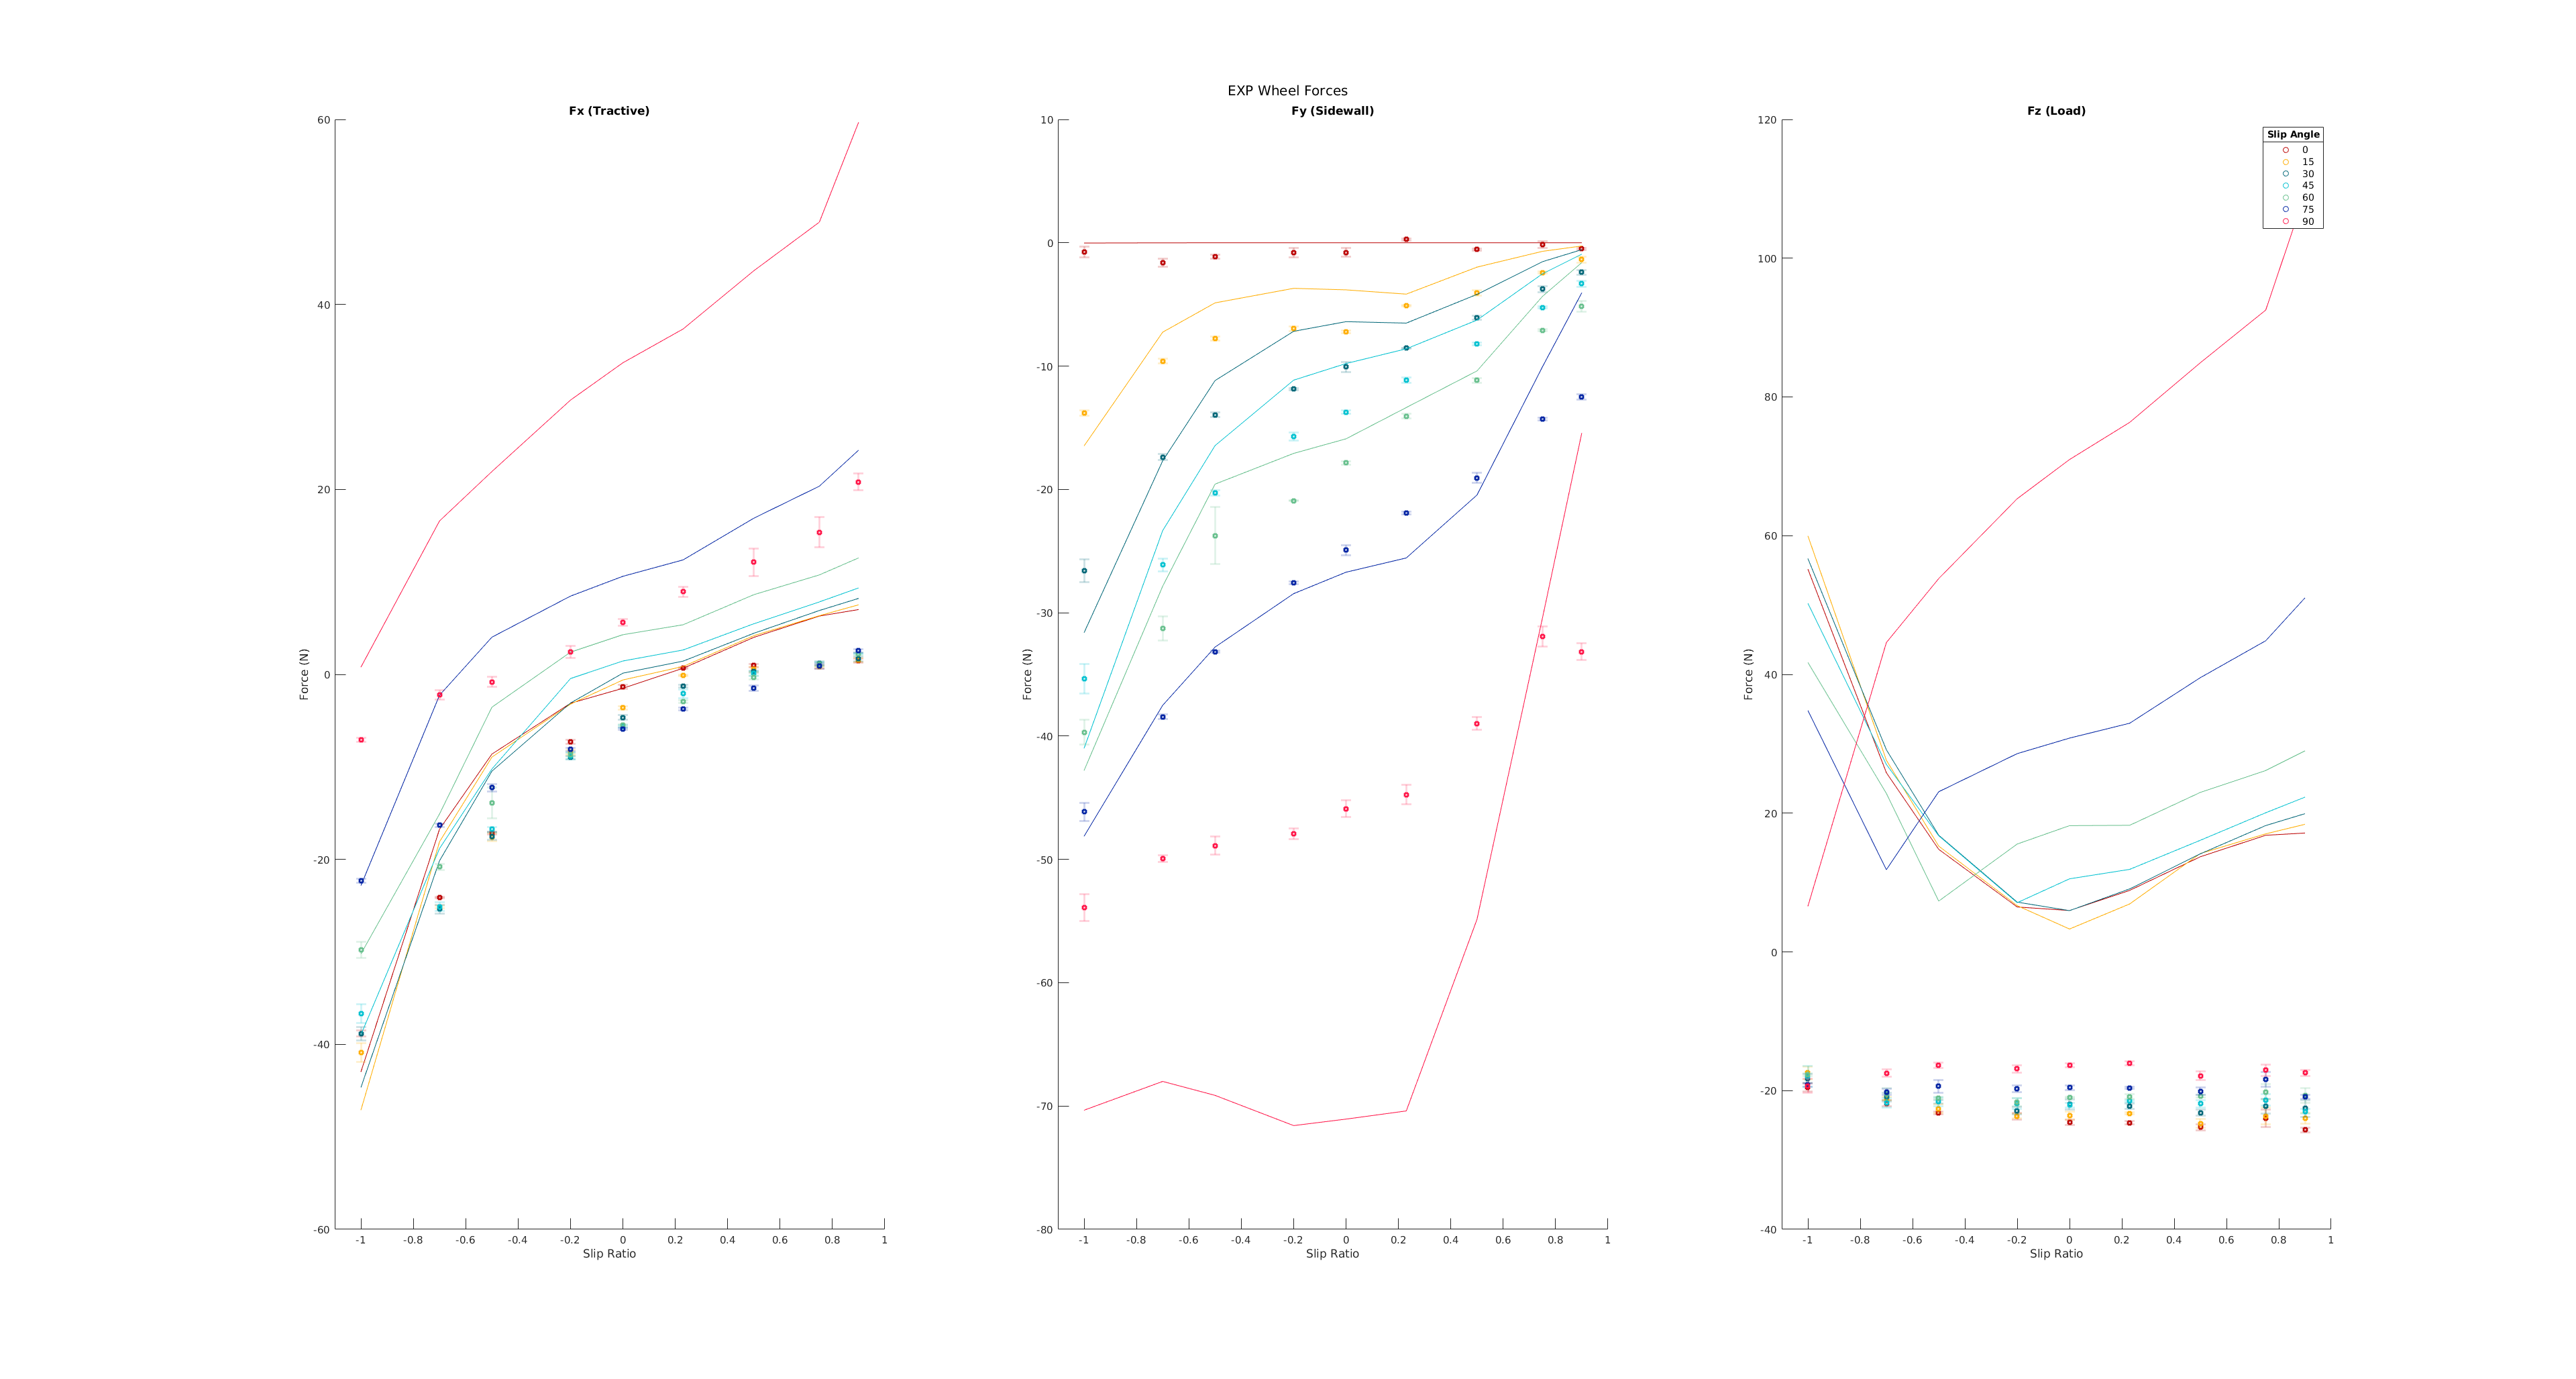 EXP Wheel Forces
Fx (Tractive)
60
40
20
0
-20
-40
-60
Force (N)
-1 -0.8 -0.6 -0.4 -0.2 0 0.2 0.4 0.6 0.8 1
Slip Ratio
Fy (Sidewall)
10
0
-10
-20
-30
-40
-50
-60
-70
-80
Force (N)
-1 -0.8 -0.6 -0.4 -0.2 0 0.2 0.4 0.6 0.8 1
Slip Ratio
Fz (Load)
120
100
80
60
40
20
0
-20
-40
Force (N)
-1 -0.8 -0.6 -0.4 -0.2 0 0.2 0.4 0.6 0.8 1
Slip Ratio
Slip Angle
0
15
30
45
60
75
90